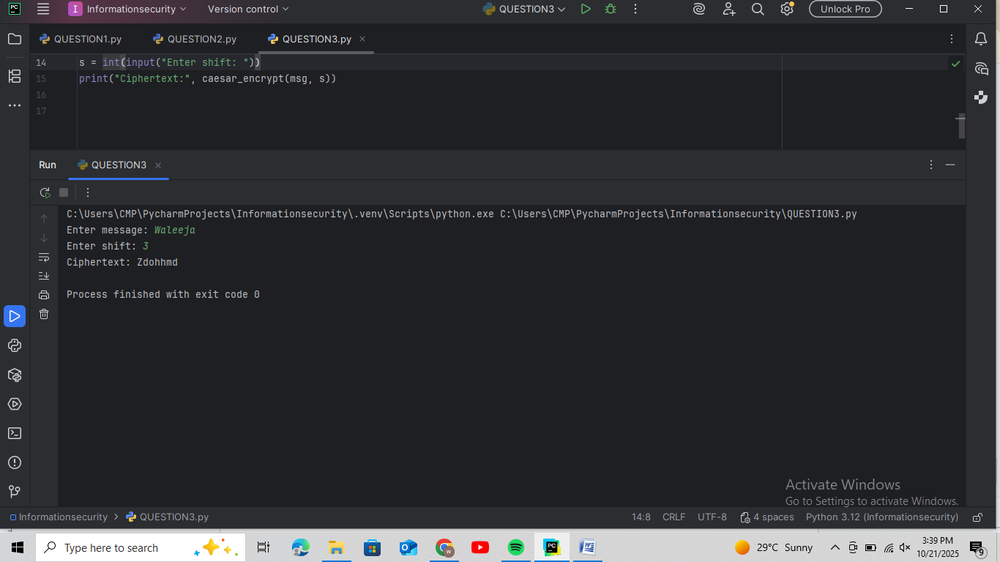 PC
I Informationsecurity Version control QUESTION3 Unlock Pro
QUESTION1.py QUESTION2.py QUESTION3.py
14 s = int(input("Enter shift: "))
15 print("Ciphertext:", caesar_encrypt(msg, s))
16
17
Run QUESTION3
C:\Users\CMP\PycharmProjects\Informationsecurity\.venv\Scripts\python.exe C:\Users\CMP\PycharmProjects\Informationsecurity\QUESTION3.py
Enter message: Waleeja
Enter shift: 3
Ciphertext: Zdohhmd
Process finished with exit code 0
Activate Windows
Go to Settings to activate Windows.
Informationsecurity > QUESTION3.py 14:8 CRLF UTF-8 4 spaces Python 3.12 (Informationsecurity)
Type here to search 29°C Sunny 3:39 PM
10/21/2025 9